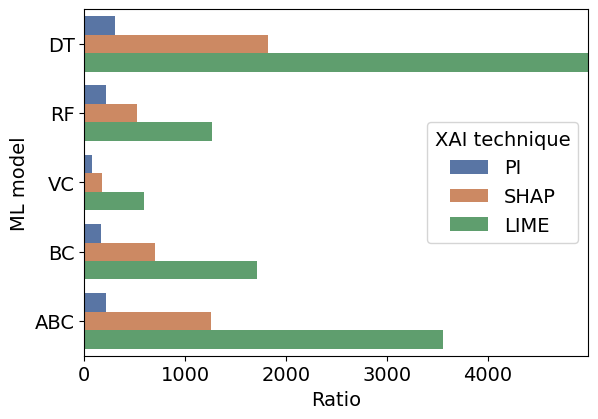 DT
RF
VC
BC
ABC
ML model
XAI technique
PI
SHAP
LIME
0 1000 2000 3000 4000
Ratio